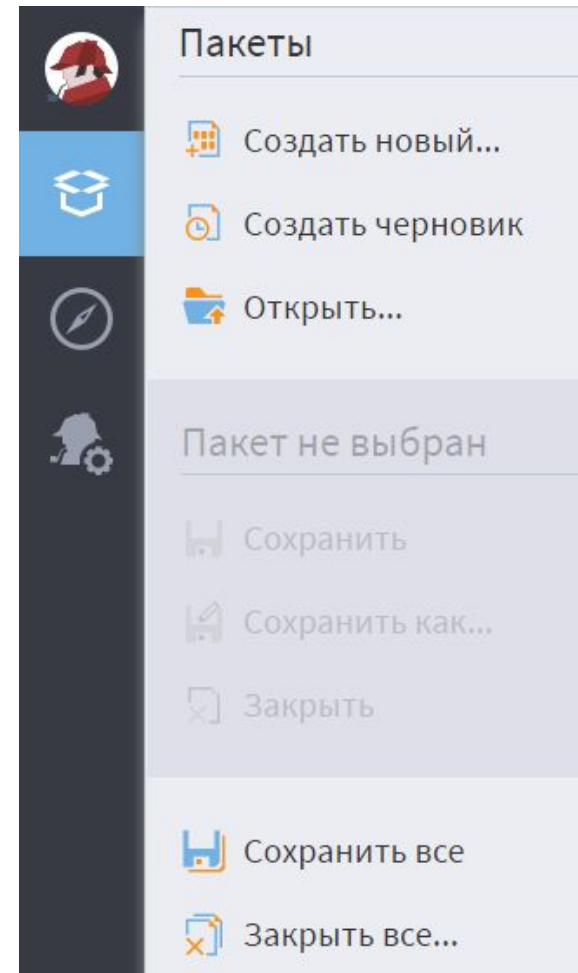 Пакеты
Создать новый...
Создать черновик
Открыть...
Пакет не выбран
Сохранить
Сохранить как...
Закрыть
Сохранить все
Закрыть все...